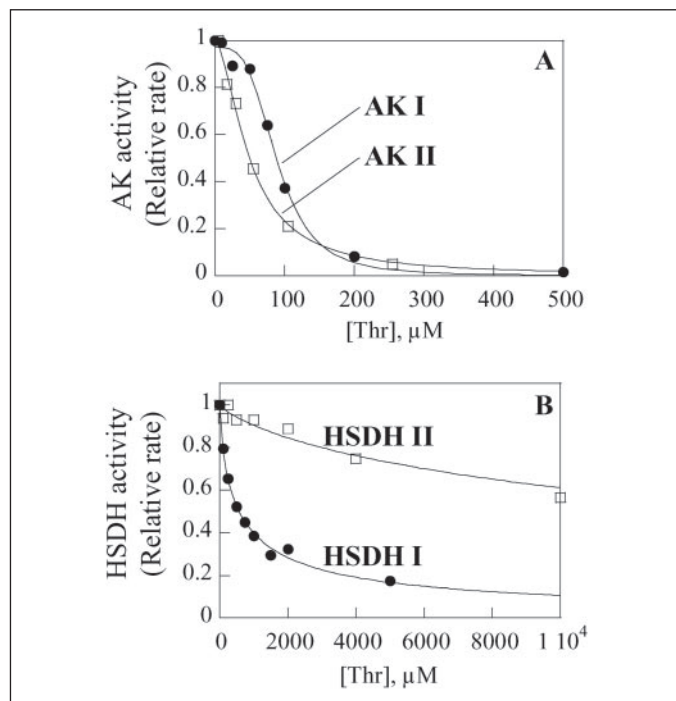 A
AK activity
(Relative rate)
1
0.8
0.6
0.4
0.2
0
AK I
AK II
0 100 200 300 400 500
[Thr], µM
B
HSDH activity
(Relative rate)
1
0.8
0.6
0.4
0.2
0
HSDH II
HSDH I
0 2000 4000 6000 8000 1 10⁴
[Thr], µM